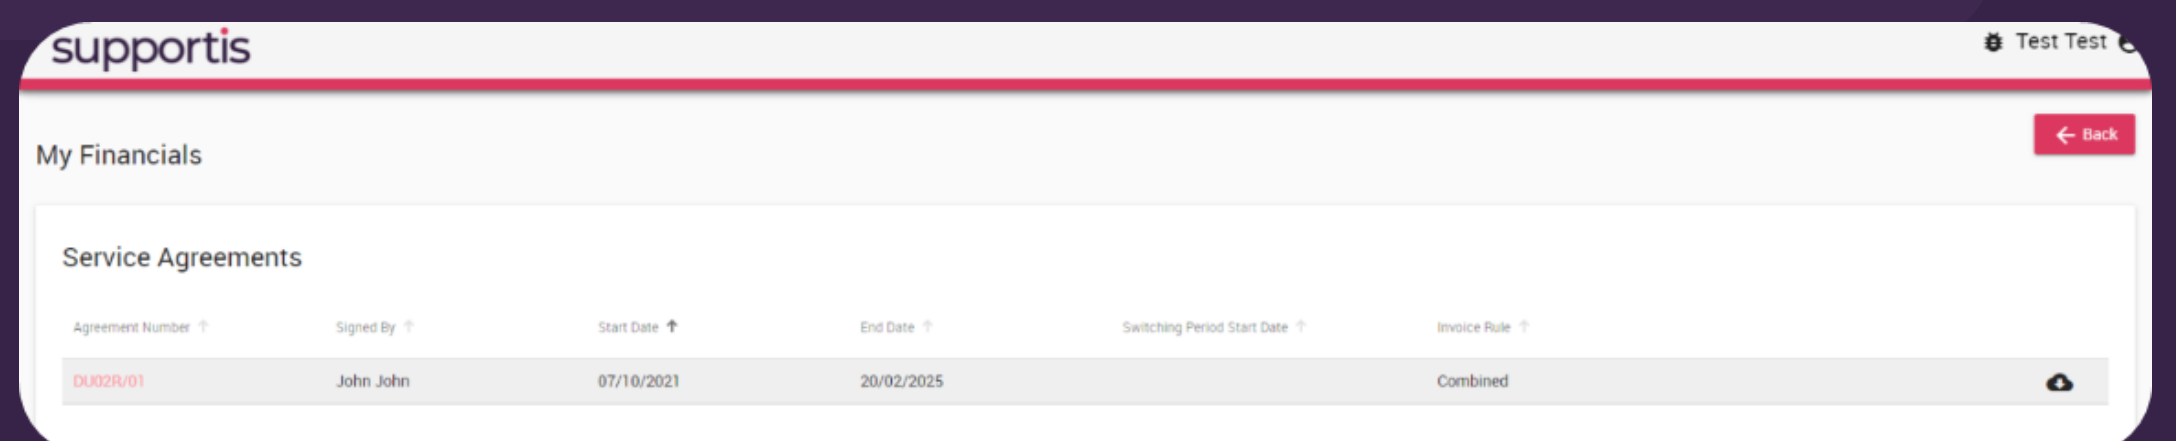 supportis
Test Test
Back
My Financials
Service Agreements
Agreement Number Signed By Start Date End Date Switching Period Start Date Invoice Rule
DU02R/01 John John 07/10/2021 20/02/2025 Combined